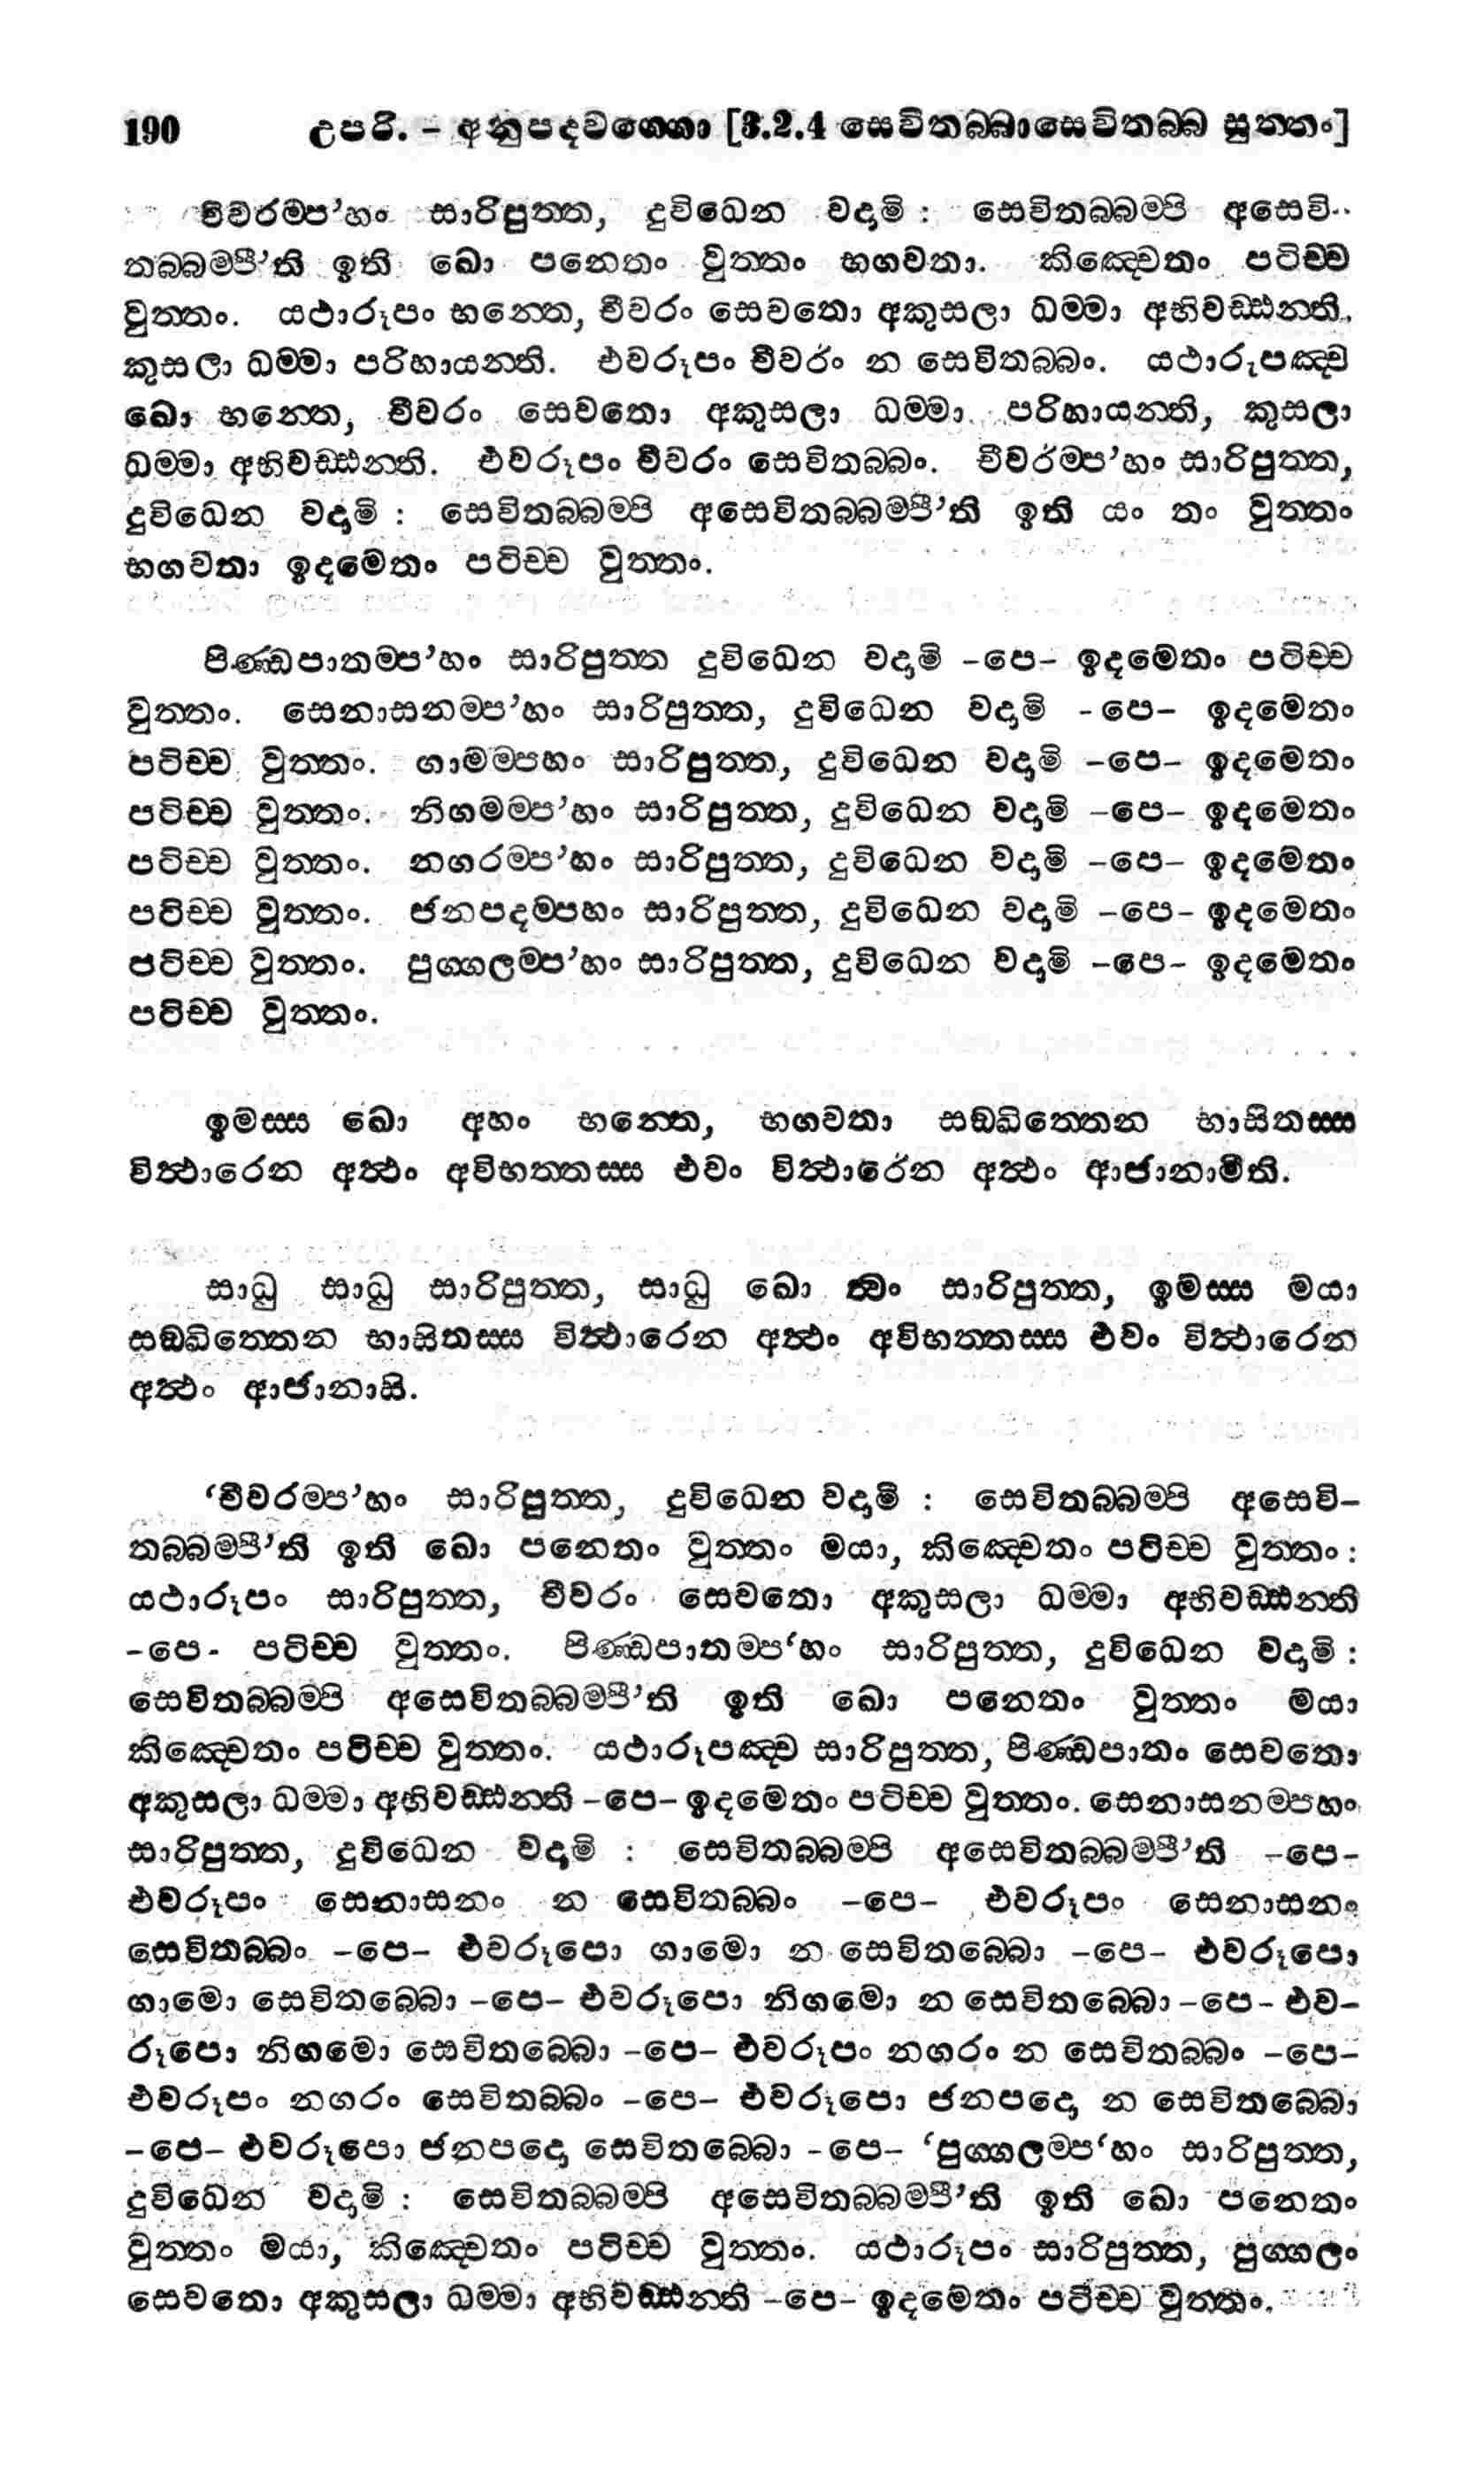 190 උපරි. – අනුපදවග්ගො [3.2.4 සෙවිතබ්බාසෙවිතබ්බ සුත්තං]
චීවරම්ප’හං සාරිපුත්ත, දුවිධෙන වදාමි : සෙවිතබ්බම්පි අසෙවි-
තබ්බම්පී’ති ඉති ඛො පනෙතං වුත්තං භගවතා. කිඤ්චෙතං පටිච්ච
වුත්තං. යථාරූපං භන්තෙ, චීවරං සෙවතො අකුසලා ධම්මා අභිවඩ්ඪන්ති,
කුසලා ධම්මා පරිහායන්ති. එවරූපං චීවරං න සෙවිතබ්බං. යථාරූපඤ්ච
ඛො භන්තෙ, චීවරං සෙවතො අකුසලා ධම්මා පරිහායන්ති, කුසලා
ධම්මා අභිවඩ්ඪන්ති. එවරූපං චීවරං සෙවිතබ්බං. චීවරම්ප’හං සාරිපුත්ත,
දුවිධෙන වදාමි : සෙවිතබ්බම්පි අසෙවිතබ්බම්පී’ති ඉති යං තං වුත්තං
භගවතා ඉදමෙතං පටිච්ච වුත්තං.
පිණ්ඩපාතම්ප’හං සාරිපුත්ත දුවිධෙන වදාමි –පෙ– ඉදමෙතං පටිච්ච
වුත්තං. සෙනාසනම්ප’හං සාරිපුත්ත, දුවිධෙන වදාමි -පෙ– ඉදමෙතං
පටිච්ච වුත්තං. ගාමම්පහං සාරිපුත්ත, දුවිධෙන වදාමි –පෙ– ඉදමෙතං
පටිච්ච වුත්තං. නිගමම්ප’හං සාරිපුත්ත, දුවිධෙන වදාමි –පෙ– ඉදමෙතං
පටිච්ච වුත්තං. නගරම්ප’හං සාරිපුත්ත, දුවිධෙන වදාමි –පෙ– ඉදමෙතං
පටිච්ච වුත්තං. ජනපදම්පහං සාරිපුත්ත, දුවිධෙන වදාමි –පෙ– ඉදමෙතං
පටිච්ච වුත්තං. පුග්ගලම්ප’හං සාරිපුත්ත, දුවිධෙන වදාමි –පෙ– ඉදමෙතං
පටිච්ච වුත්තං.
ඉමස්ස ඛො අහං භන්තෙ, භගවතා සඞ්ඛිත්තෙන භාසිතස්ස
විත්ථාරෙන අත්ථං අවිභත්තස්ස එවං විත්ථාරෙන අත්ථං ආජානාමීති.
සාධු සාධු සාරිපුත්ත, සාධු ඛො ත්වං සාරිපුත්ත, ඉමස්ස මයා
සඞ්ඛිත්තෙන භාසිතස්ස විත්ථාරෙන අත්ථං අවිභත්තස්ස එවං විත්ථාරෙන
අත්ථං ආජානාසි.
‘චීවරම්ප’හං සාරිපුත්ත, දුවිධෙන වදාමි : සෙවිතබ්බම්පි අසෙවි–
තබ්බම්පී’ති ඉති ඛො පනෙතං වුත්තං මයා, කිඤ්චෙතං පටිච්ච වුත්තං :
යථාරූපං සාරිපුත්ත, චීවරං සෙවතො අකුසලා ධම්මා අභිවඩ්ඪන්ති
–පෙ- පටිච්ච වුත්තං. පිණ්ඩපාතම්ප‘හං සාරිපුත්ත, දුවිධෙන වදාමි :
සෙවිතබ්බම්පි අසෙවිතබ්බම්පී’ති ඉති ඛො පනෙතං වුත්තං මයා
කිඤ්චෙතං පටිච්ච වුත්තං. යථාරූපඤ්ච සාරිපුත්ත, පිණ්ඩපාතං සෙවතො
අකුසලා ධම්මා අභිවඩ්ඪන්ති –පෙ– ඉදමෙතං පටිච්ච වුත්තං. සෙනාසනම්පහං
සාරිපුත්ත, දුවිධෙන වදාමි : සෙවිතබ්බම්පි අසෙවිතබ්බම්පී’ති –පෙ–
එවරූපං සෙනාසනං න සෙවිතබ්බං –පෙ– එවරූපං සෙනාසනං
සෙවිතබ්බං –පෙ– එවරූපො ගාමො න සෙවිතබ්බො –පෙ– එවරූපො
ගාමො සෙවිතබ්බො –පෙ– එවරූපො නිගමො න සෙවිතබ්බො –පෙ– එව–
රූපො නිගමො සෙවිතබ්බො –පෙ– එවරූපං නගරං න සෙවිතබ්බං –පෙ–
එවරූපං නගරං සෙවිතබ්බං –පෙ– එවරූපො ජනපදො න සෙවිතබ්බො
–පෙ– එවරූපො ජනපදො සෙවිතබ්බො –පෙ– ‘පුග්ගලම්ප‘හං සාරිපුත්ත,
දුවිධෙන වදාමි : සෙවිතබ්බම්පි අසෙවිතබ්බම්පී’ති ඉති ඛො පනෙතං
වුත්තං මයා, කිඤ්චෙතං පටිච්ච වුත්තං. යථාරූපං සාරිපුත්ත, පුග්ගලං
සෙවතො අකුසලා ධම්මා අභිවඩ්ඪන්ති –පෙ– ඉදමෙතං පටිච්ච වුත්තං.